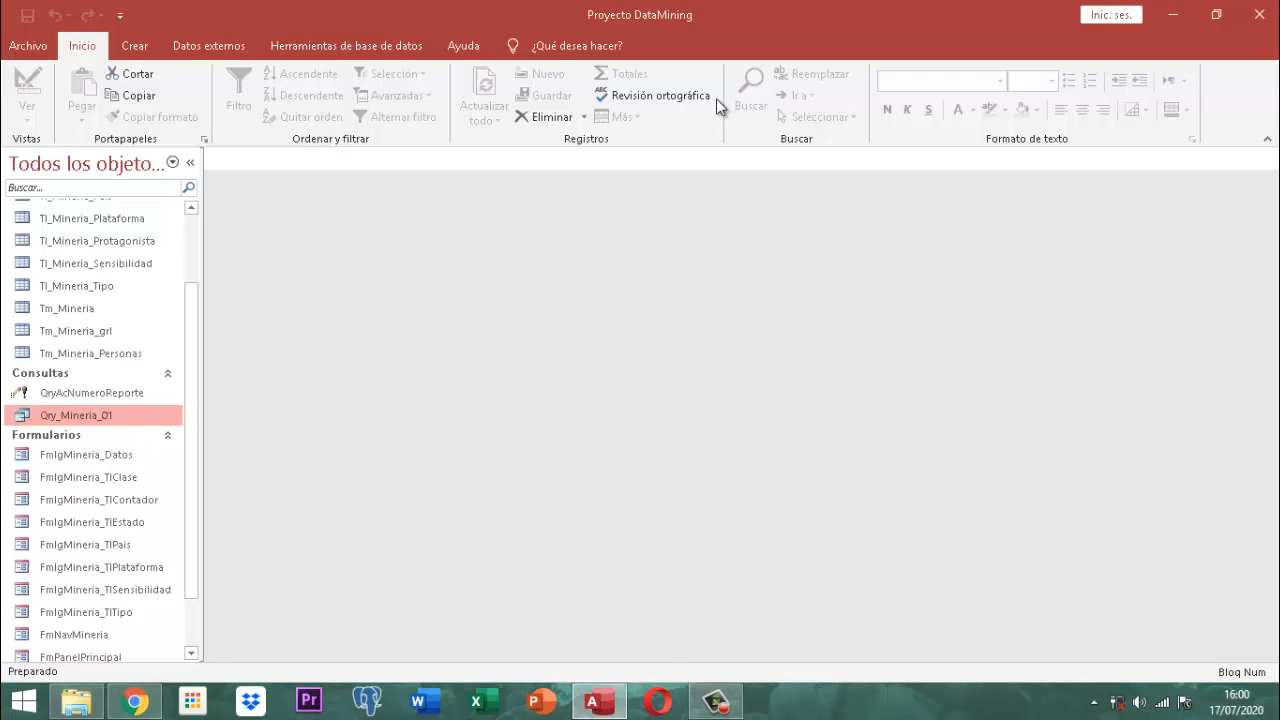 Proyecto DataMining
Inic. ses.
Archivo
Inicio
Crear
Datos externos
Herramientas de base de datos
Ayuda
¿Qué desea hacer?
Ver
Vistas
Pegar
Cortar
Copiar
Copiar formato
Portapapeles
Filtro
Ascendente
Descendente
Quitar orden
Selección
Avanzadas
Alternar filtro
Ordenar y filtrar
Actualizar
todo
Nuevo
Guardar
Eliminar
Totales
Revisión ortográfica
Más
Registros
Buscar
Reemplazar
Ir a
Seleccionar
Buscar
N K S
A
Formato de texto
Todos los objeto...
Buscar...
Tl_Mineria_Plataforma
Tl_Mineria_Protagonista
Tl_Mineria_Sensibilidad
Tl_Mineria_Tipo
Tm_Mineria
Tm_Mineria_grl
Tm_Mineria_Personas
Consultas
QryAcNumeroReporte
Qry_Mineria_01
Formularios
FmIgMineria_Datos
FmIgMineria_TlClase
FmIgMineria_TlContador
FmIgMineria_TlEstado
FmIgMineria_TlPais
FmIgMineria_TlPlataforma
FmIgMineria_TlSensibilidad
FmIgMineria_TlTipo
FmNavMineria
FmPanelPrincipal
Preparado
Bloq Num
Pr
W
X
P
A
16:00
17/07/2020